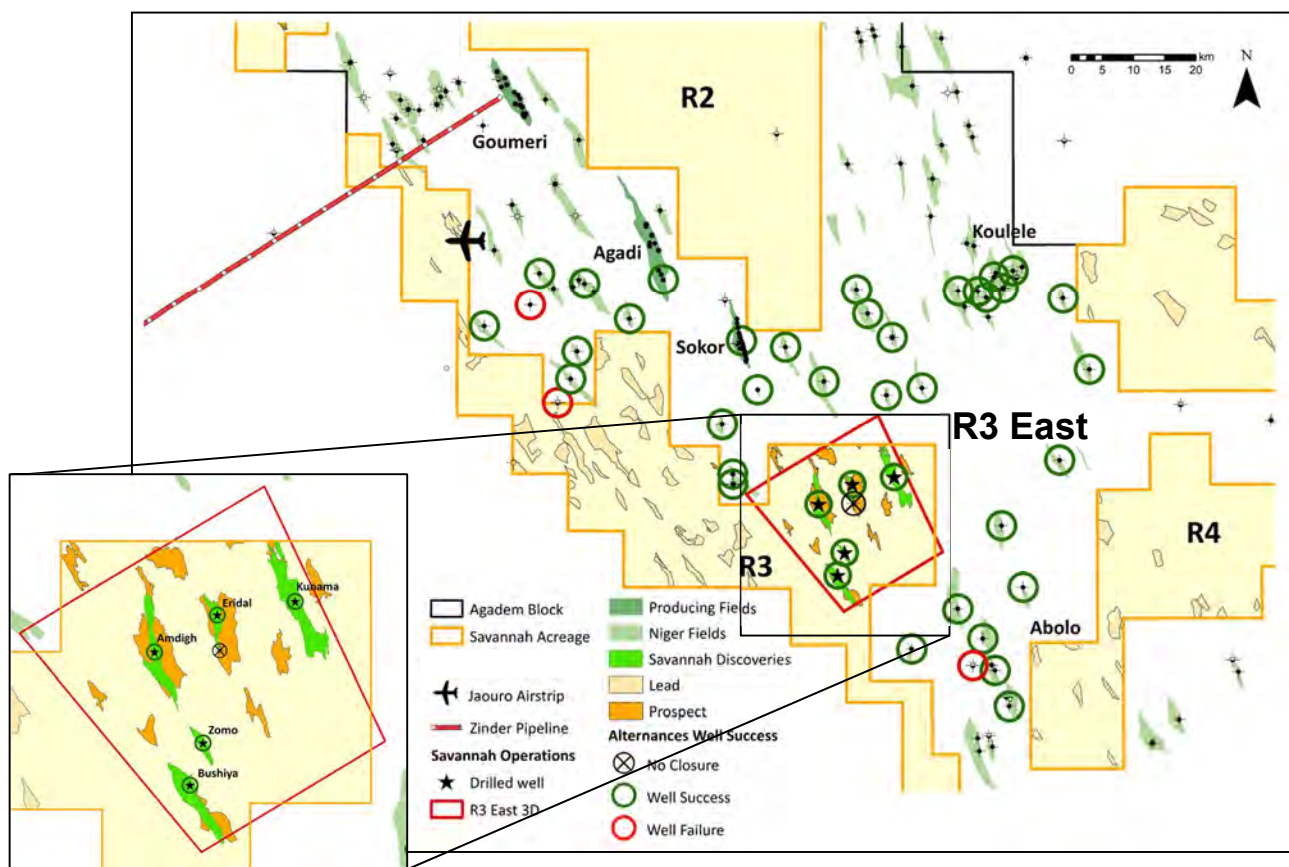 0 5 10 15 20 km
N
R2
Goumeri
Agadi
Koulele
Sokor
R3 East
R3
R4
Abolo
Kunama
Eridal
Amdigh
Zomo
Bushiya
Agadem Block
Savannah Acreage
Jaouro Airstrip
Zinder Pipeline
Savannah Operations
Drilled well
R3 East 3D
Producing Fields
Niger Fields
Savannah Discoveries
Lead
Prospect
Alternances Well Success
No Closure
Well Success
Well Failure